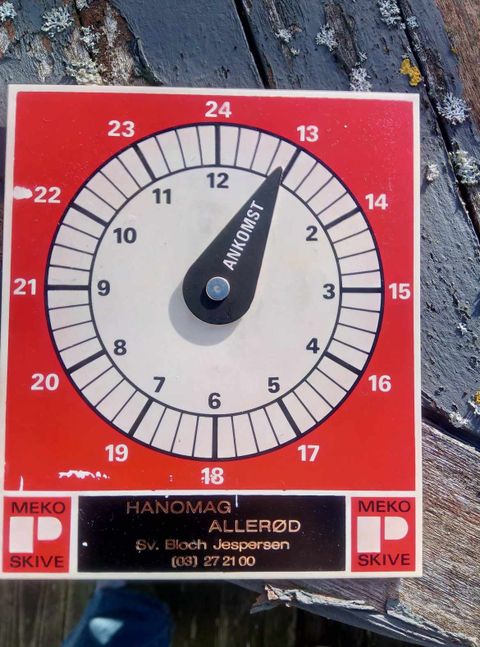 24
23
13
22
14
21
15
20
16
19
17
18
12
11
10
2
9
3
8
4
7
5
6
ANKOMST
MEKO
P
SKIVE
HANOMAG
ALLERØD
Sv. Bloch Jespersen
(03) 27 21 00
MEKO
P
SKIVE